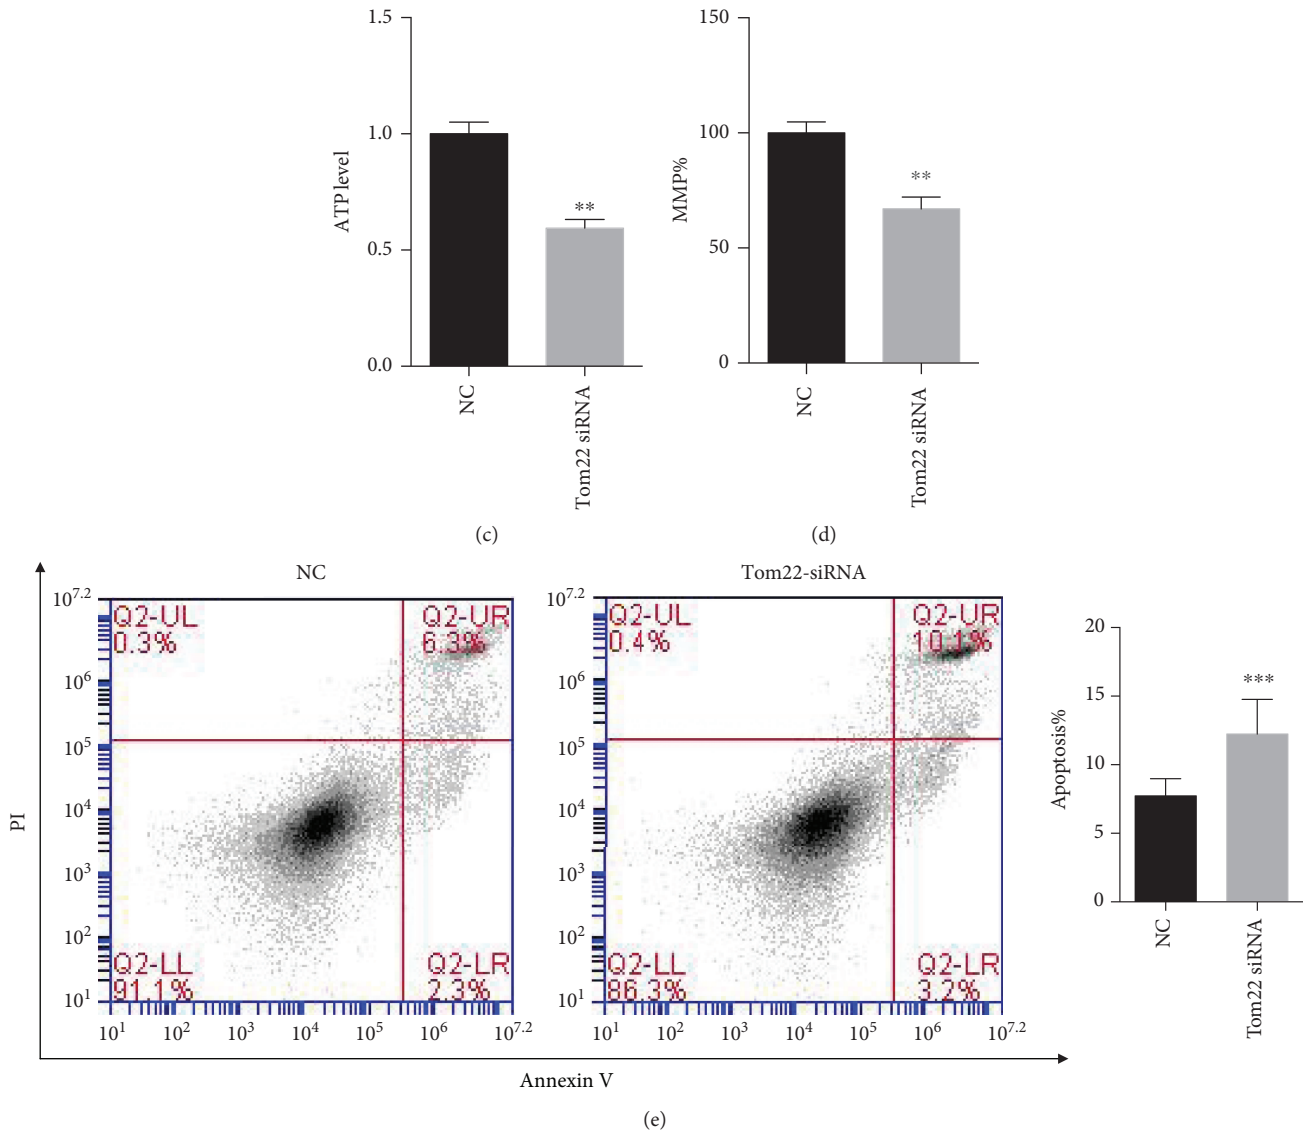 1.5
1.0
0.5
0.0
ATP level
**
NC
Tom22 siRNA
(c)
150
100
50
0
MMP%
**
NC
Tom22 siRNA
(d)
NC
10^7.2
10^6
10^5
10^4
10^3
10^2
10^1
PI
Q2-UL
0.3%
Q2-UR
6.3%
Q2-LL
91.1%
Q2-LR
2.3%
10^1 10^2 10^3 10^4 10^5 10^6 10^7.2
Tom22-siRNA
10^7.2
10^6
10^5
10^4
10^3
10^2
10^1
Q2-UL
0.4%
Q2-UR
10.1%
Q2-LL
86.3%
Q2-LR
3.2%
10^1 10^2 10^3 10^4 10^5 10^6 10^7.2
Annexin V
20
15
10
5
0
Apoptosis%
***
NC
Tom22 siRNA
(e)